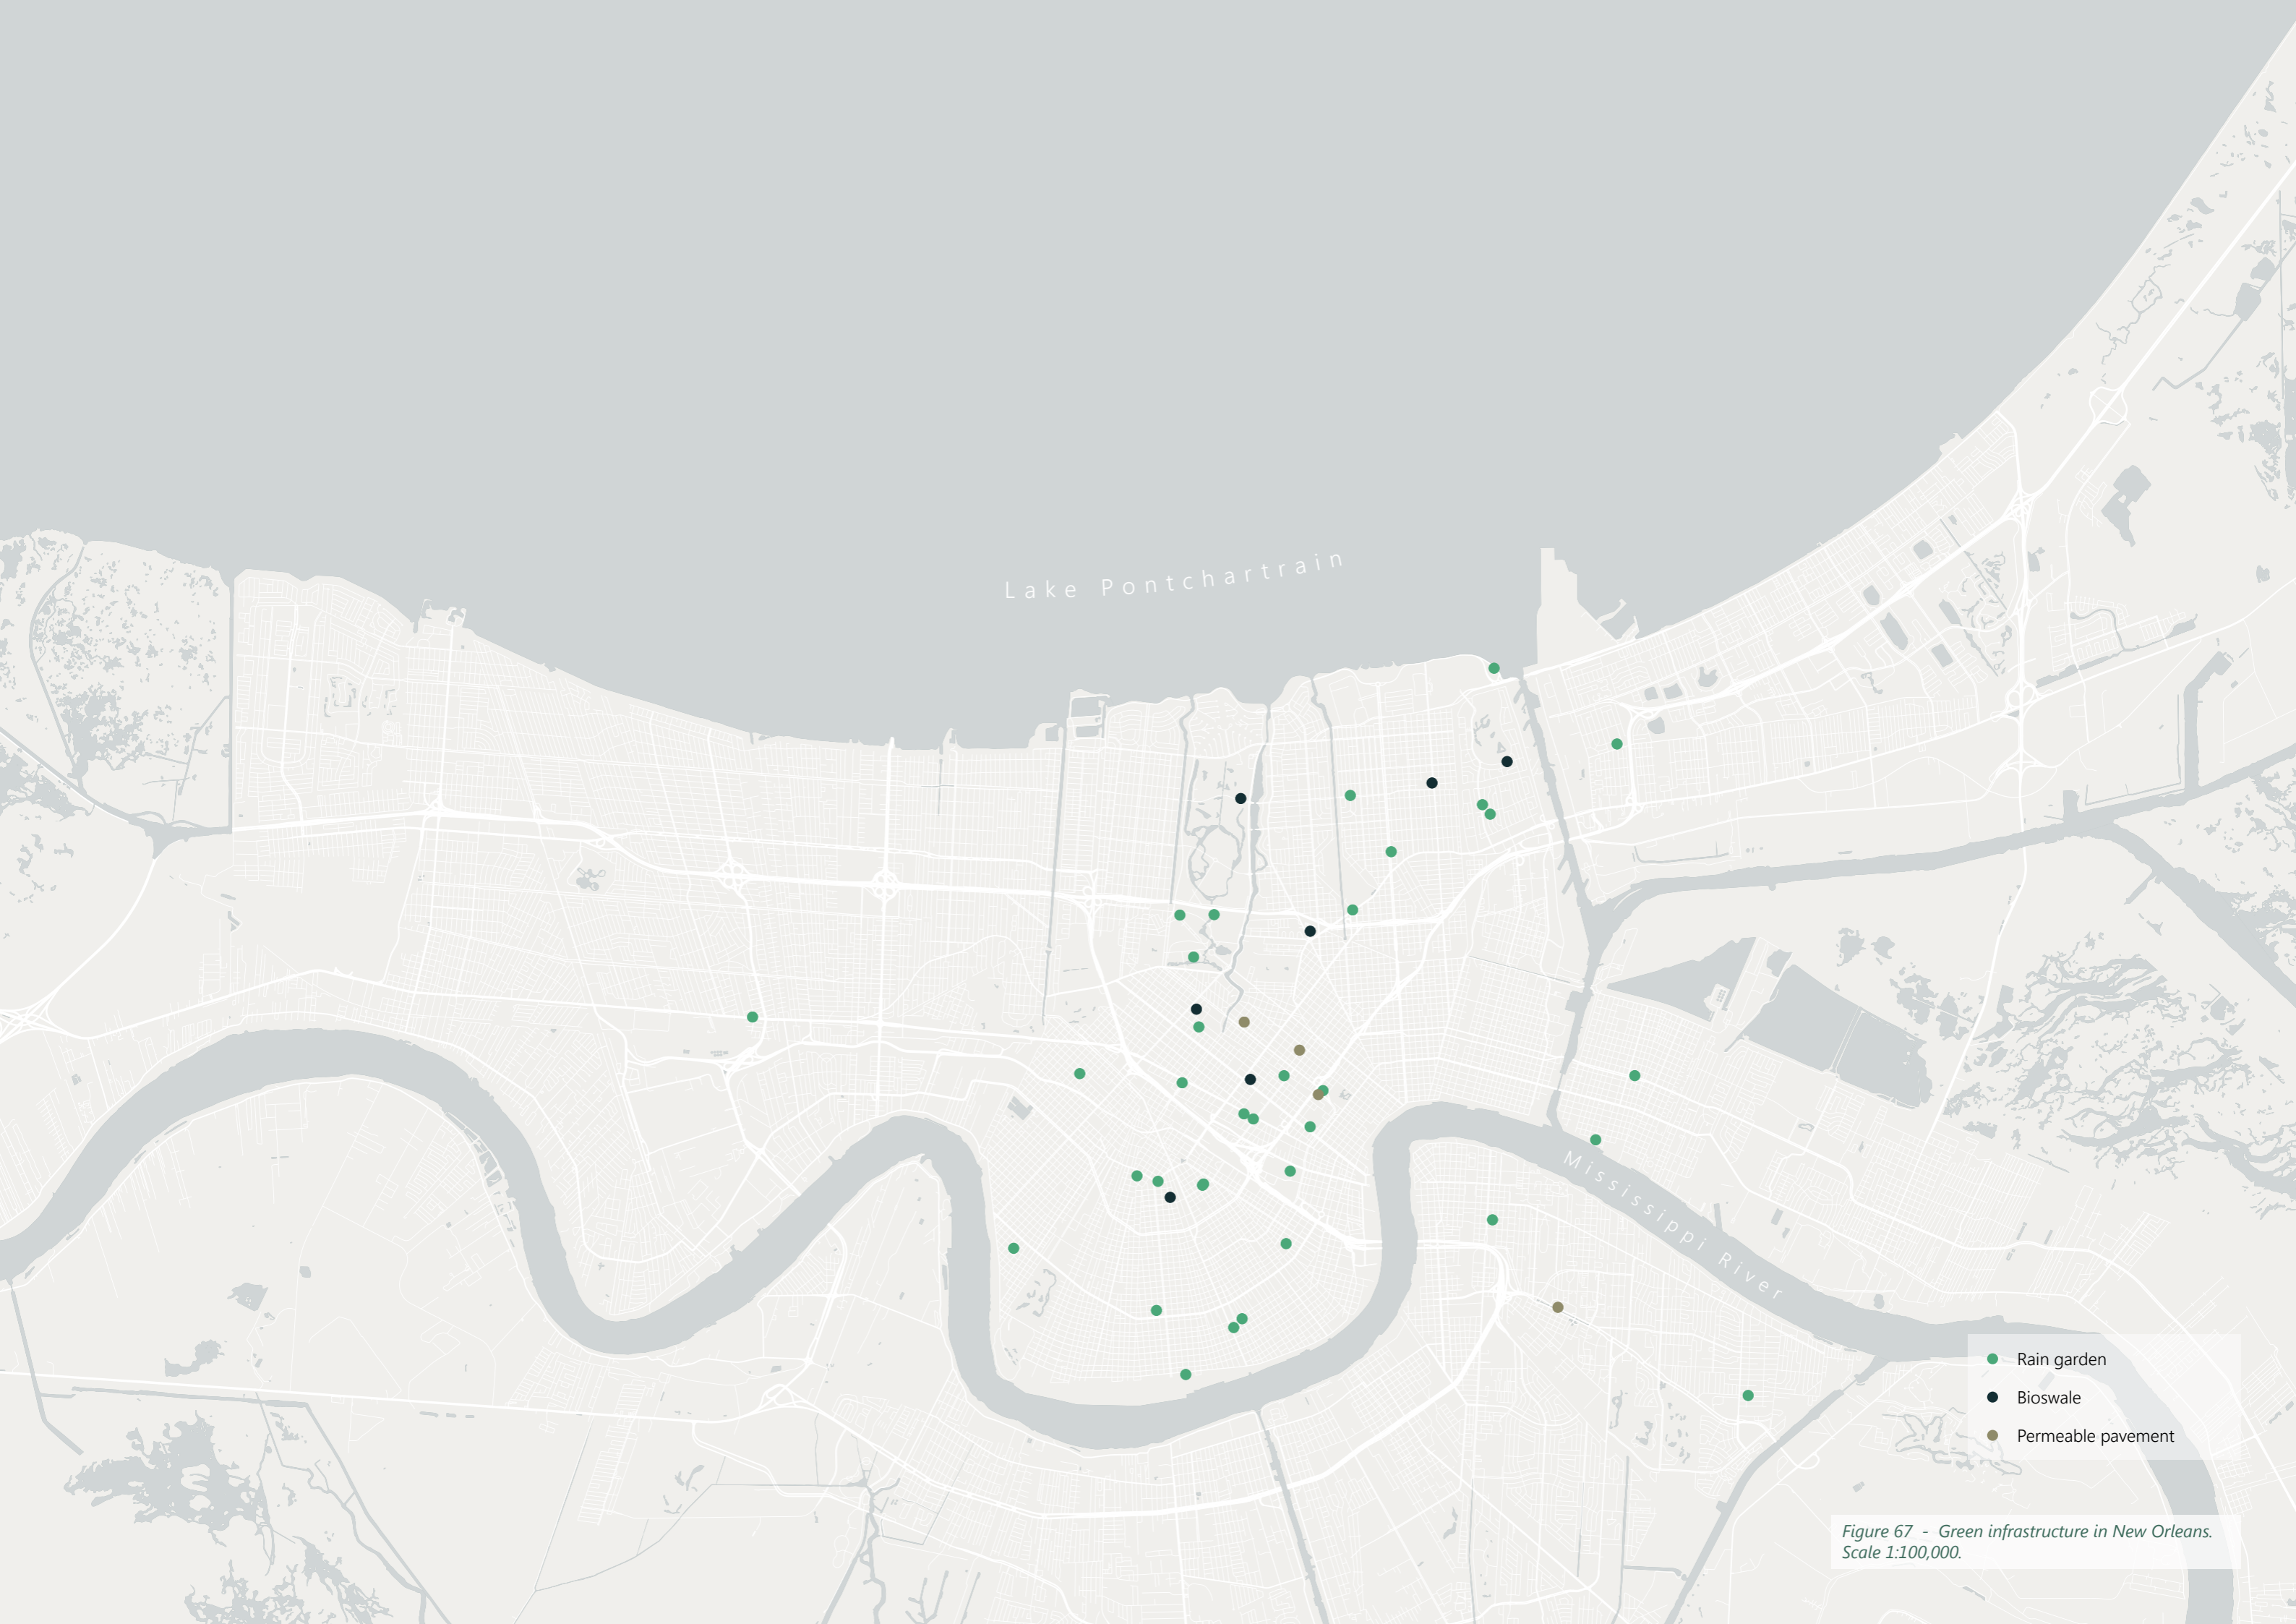 Lake Pontchartrain
Mississippi River
Rain garden
Bioswale
Permeable pavement
Figure 67 - Green infrastructure in New Orleans.
Scale 1:100,000.